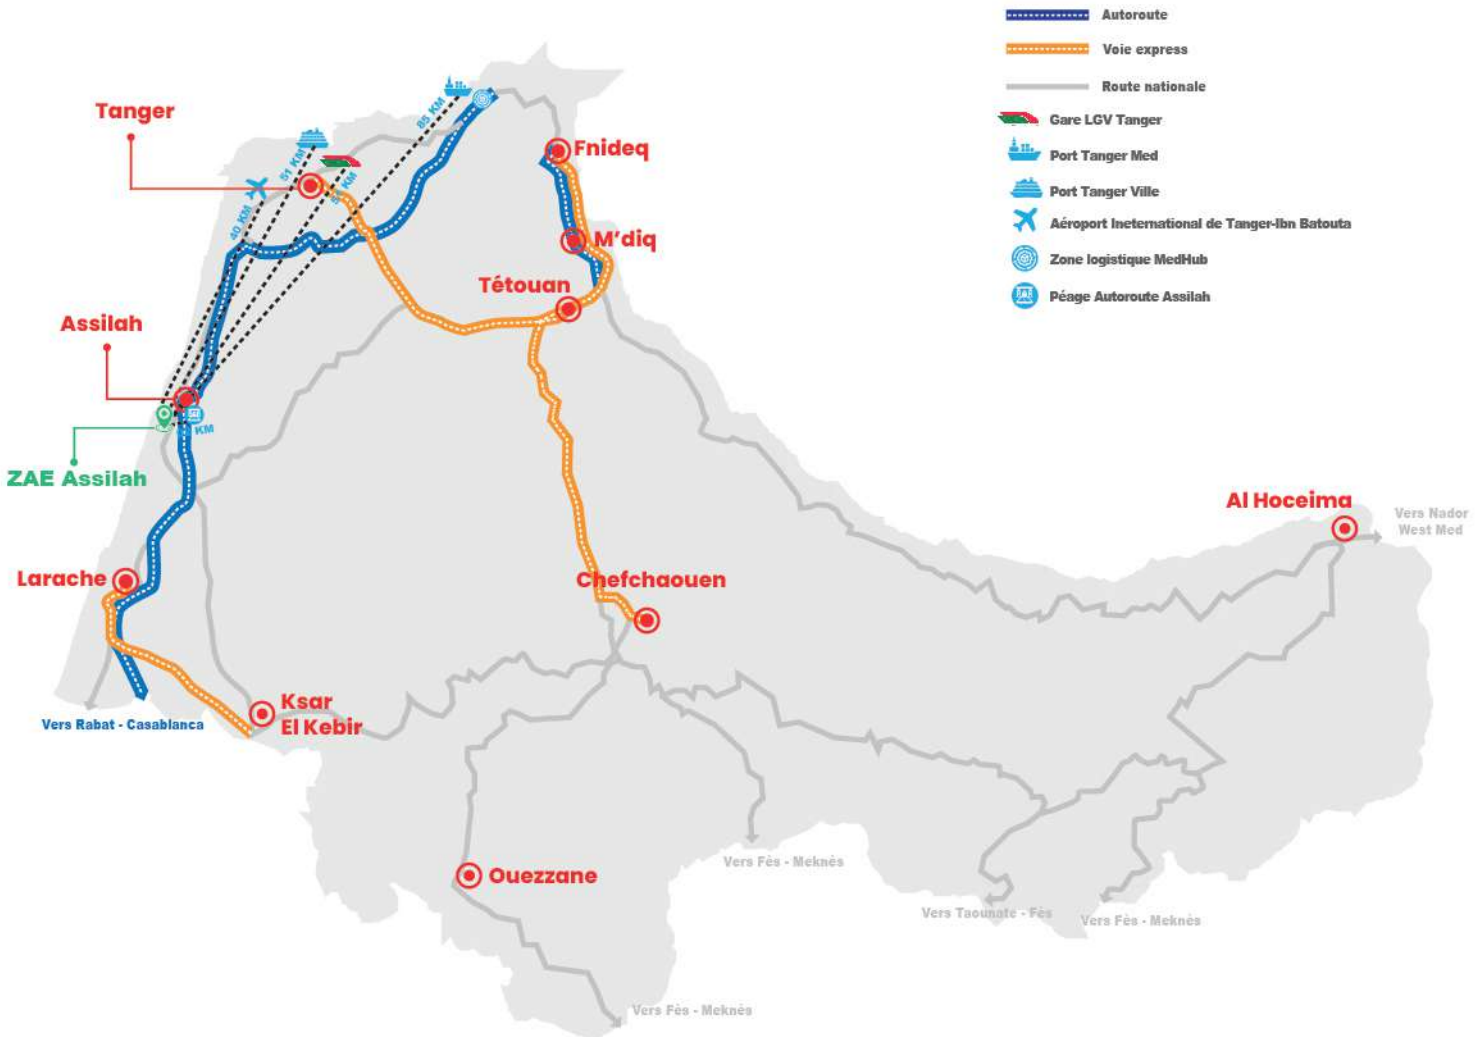 Autoroute
Voie express
Route nationale
Gare LGV Tanger
Port Tanger Med
Port Tanger Ville
Aéroport Ineternational de Tanger-Ibn Batouta
Zone logistique MedHub
Péage Autoroute Assilah
Tanger
85 KM
51 KM
KM
40 KM
Fnideq
M'diq
Tétouan
Assilah
KM
ZAE Assilah
Al Hoceima
Vers Nador
West Med
Larache
Chefchaouen
Ksar
El Kebir
Vers Rabat - Casablanca
Vers Fès - Meknès
Ouezzane
Vers Taounate - Fès
Vers Fès - Meknès
Vers Fès - Meknès